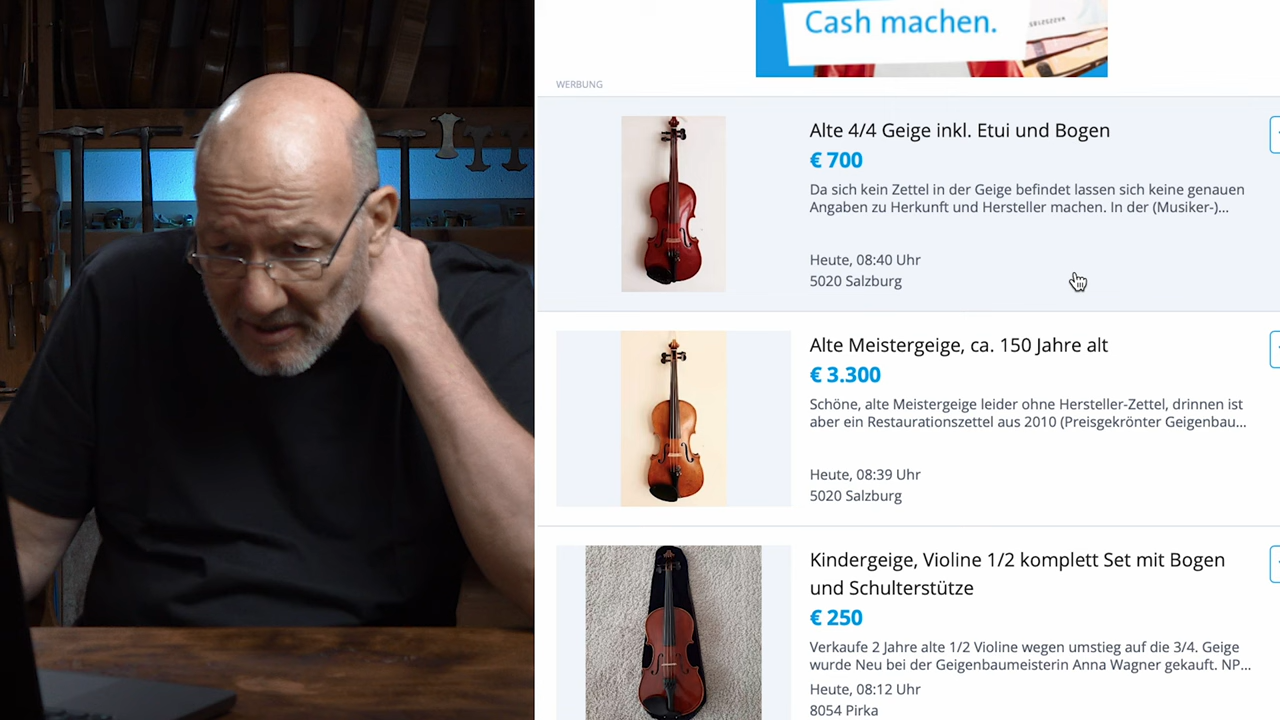 Cash machen.
WERBUNG
Alte 4/4 Geige inkl. Etui und Bogen
€ 700
Da sich kein Zettel in der Geige befindet lassen sich keine genauen
Angaben zu Herkunft und Hersteller machen. In der (Musiker-)...
Heute, 08:40 Uhr
5020 Salzburg
Alte Meistergeige, ca. 150 Jahre alt
€ 3.300
Schöne, alte Meistergeige leider ohne Hersteller-Zettel, drinnen ist
aber ein Restaurationszettel aus 2010 (Preisgekrönter Geigenbau...
Heute, 08:39 Uhr
5020 Salzburg
Kindergeige, Violine 1/2 komplett Set mit Bogen
und Schulterstütze
€ 250
Verkaufe 2 Jahre alte 1/2 Violine wegen umstieg auf die 3/4. Geige
wurde Neu bei der Geigenbaumeisterin Anna Wagner gekauft. NP...
Heute, 08:12 Uhr
8054 Pirka